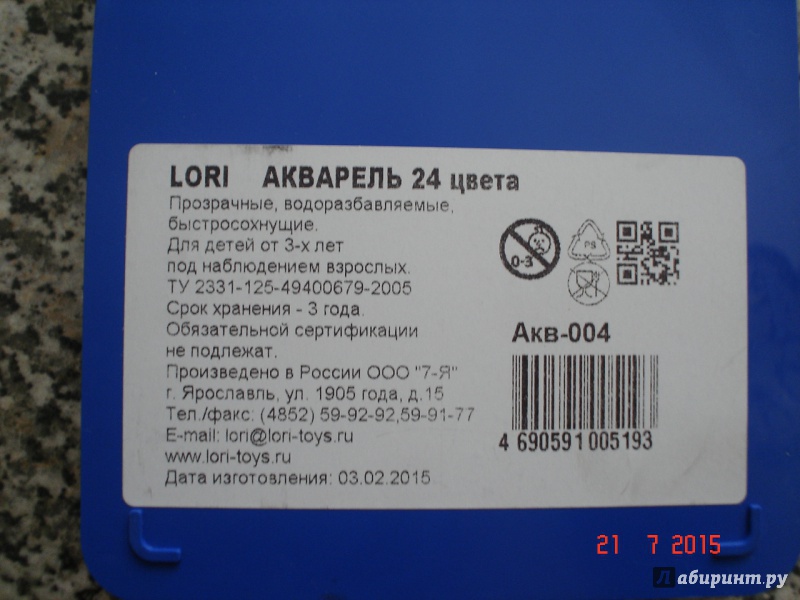 LORI АКВАРЕЛЬ 24 цвета
Прозрачные, водоразбавляемые,
быстросохнущие.
Для детей от 3-х лет
под наблюдением взрослых.
ТУ 2331-125-49400679-2005
Срок хранения - 3 года.
Обязательной сертификации
не подлежат.
Произведено в России ООО "7-Я"
г. Ярославль, ул. 1905 года, д.15
Тел./факс: (4852) 59-92-92,59-91-77
E-mail: lori@lori-toys.ru
www.lori-toys.ru
Дата изготовления: 03.02.2015
0-3
PS
Акв-004
4 690591 005193
21 7 2015
Лабиринт.ру